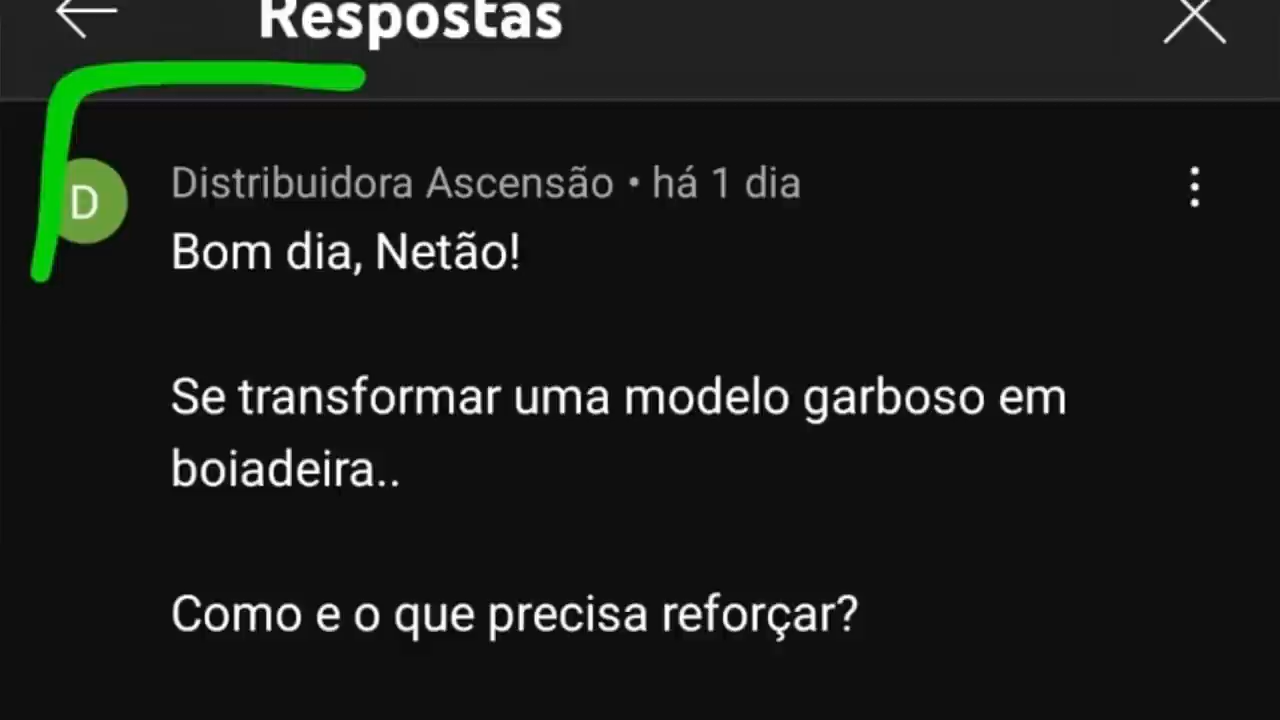 Respostas
D
Distribuidora Ascensão • há 1 dia
Bom dia, Netão!
Se transformar uma modelo garboso em
boiadeira..
Como e o que precisa reforçar?